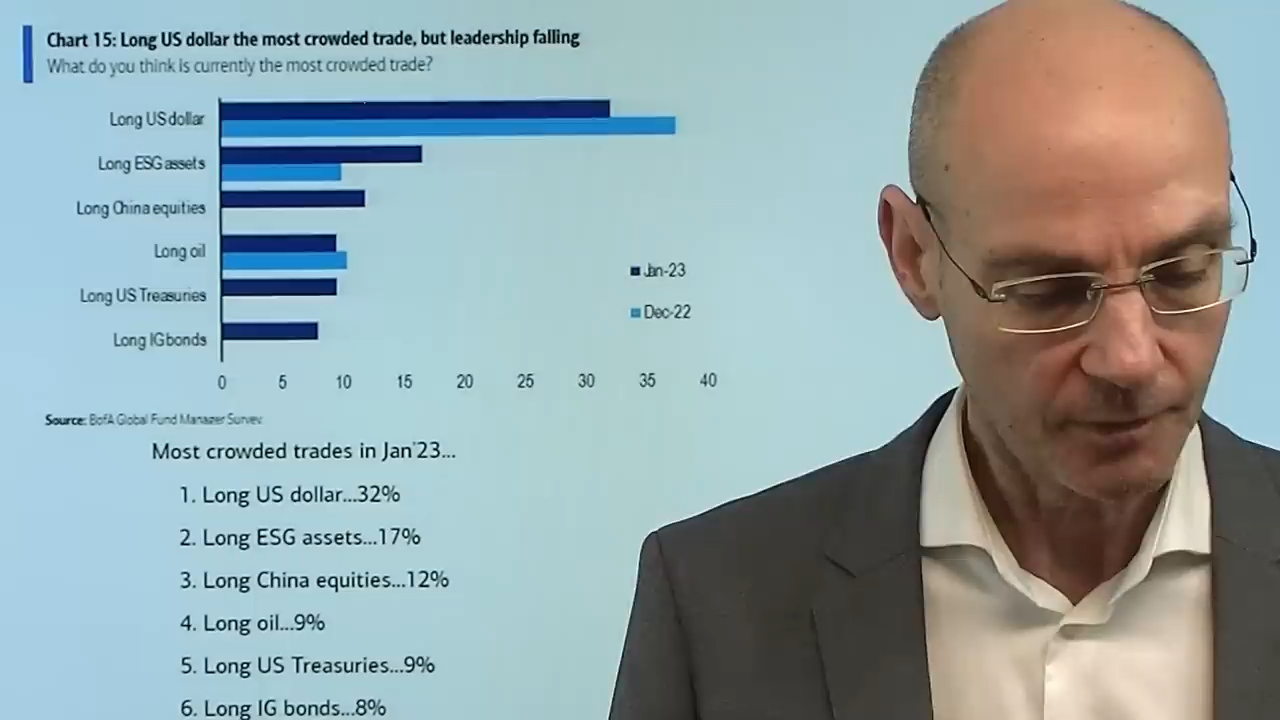 Chart 15: Long US dollar the most crowded trade, but leadership falling
What do you think is currently the most crowded trade?
Long US dollar
Long ESG assets
Long China equities
Long oil
Long US Treasuries
Long IG bonds
Jan-23
Dec-22
0 5 10 15 20 25 30 35 40
Source: BofA Global Fund Manager Survey
Most crowded trades in Jan'23...
1. Long US dollar...32%
2. Long ESG assets...17%
3. Long China equities...12%
4. Long oil...9%
5. Long US Treasuries...9%
6. Long IG bonds...8%